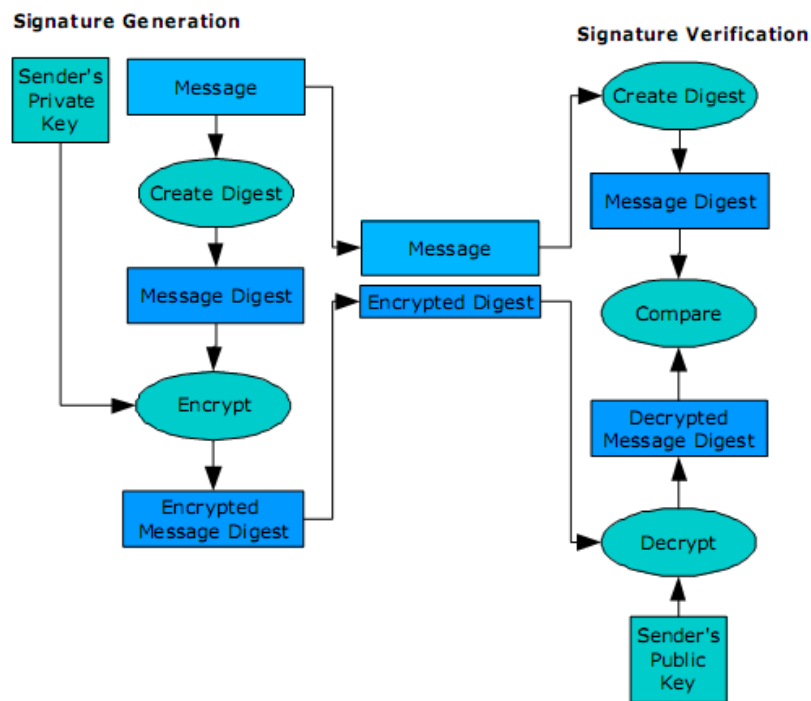 Signature Generation
Sender's
Private
Key
Message
Create Digest
Message Digest
Encrypt
Encrypted
Message Digest
Message
Encrypted Digest
Signature Verification
Create Digest
Message Digest
Compare
Decrypted
Message Digest
Decrypt
Sender's
Public
Key